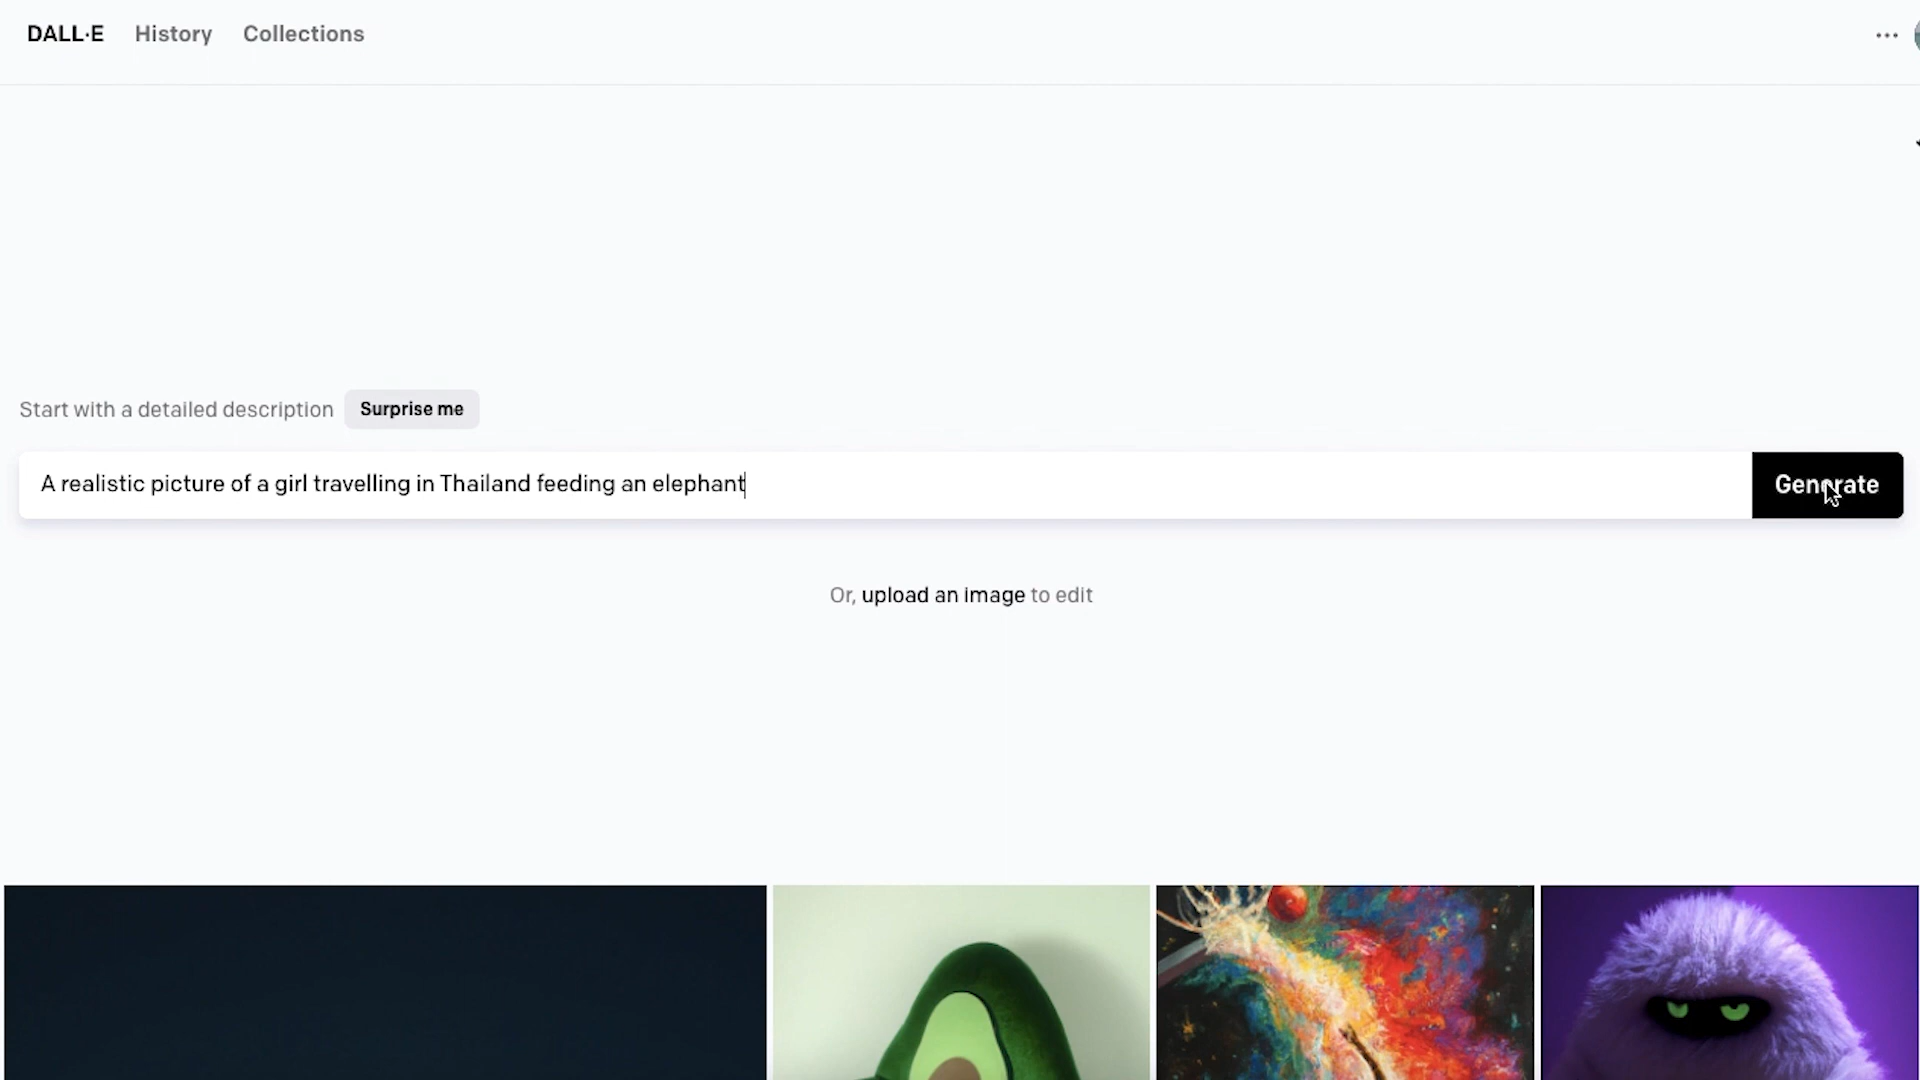 DALL·E History Collections
Start with a detailed description Surprise me
A realistic picture of a girl travelling in Thailand feeding an elephant
Generate
Or, upload an image to edit